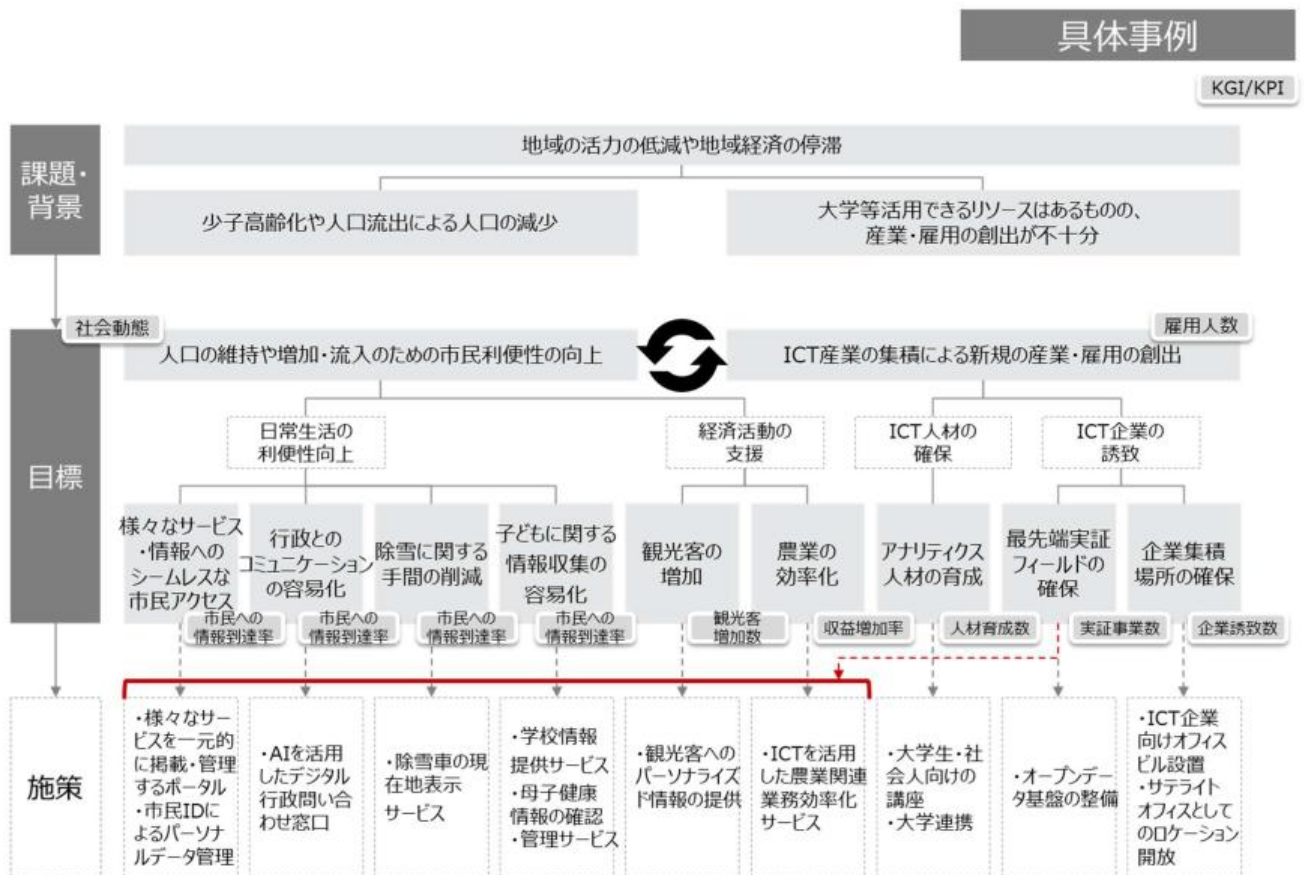 具体事例
KGI/KPI
課題・
背景
地域の活力の低減や地域経済の停滞
少子高齢化や人口流出による人口の減少
大学等活用できるリソースはあるものの、
産業・雇用の創出が不十分
目標
社会動態
人口の維持や増加・流入のための市民利便性の向上
雇用人数
ICT産業の集積による新規の産業・雇用の創出
日常生活の
利便性向上
経済活動の
支援
ICT人材の
確保
ICT企業の
誘致
様々なサービス
・情報への
シームレスな
市民アクセス
市民への
情報到達率
行政との
コミュニケーション
の容易化
市民への
情報到達率
除雪に関する
手間の削減
市民への
情報到達率
子どもに関する
情報収集の
容易化
市民への
情報到達率
観光客の
増加
観光客
増加数
農業の
効率化
収益増加率
アナリティクス
人材の育成
人材育成数
最先端実証
フィールドの
確保
実証事業数
企業集積
場所の確保
企業誘致数
施策
・様々なサー
ビスを一元的
に掲載・管理
するポータル
・市民IDに
よるパーソナ
ルデータ管理
・AIを活用
したデジタル
行政問い合
わせ窓口
・除雪車の現
在地表示
サービス
・学校情報
提供サービス
・母子健康
情報の確認
・管理サービス
・観光客への
パーソナライズ
ド情報の提供
・ICTを活用
した農業関連
業務効率化
サービス
・大学生・社
会人向けの
講座
・大学連携
・オープンデー
タ基盤の整備
・ICT企業
向けオフィス
ビル設置
・サテライト
オフィスとして
のロケーション
開放